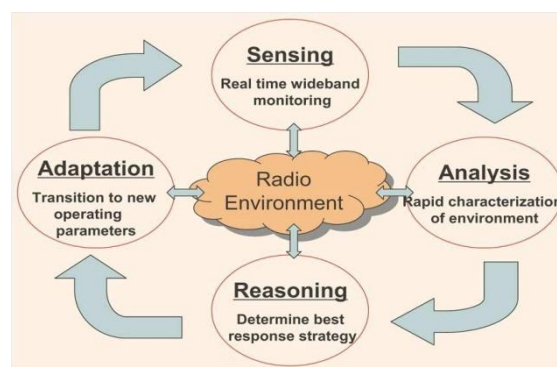 Sensing
Real time wideband
monitoring
Adaptation
Transition to new
operating
parameters
Radio
Environment
Analysis
Rapid characterization
of environment
Reasoning
Determine best
response strategy